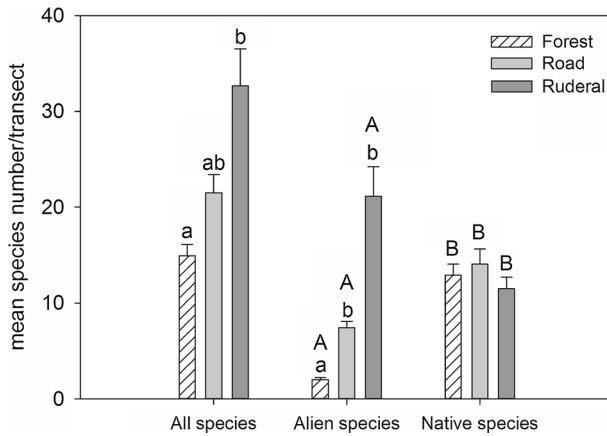 mean species number/transect
40
30
20
10
0
Forest
Road
Ruderal
a
ab
b
A
a
A
b
A
b
B
B
B
All species
Alien species
Native species